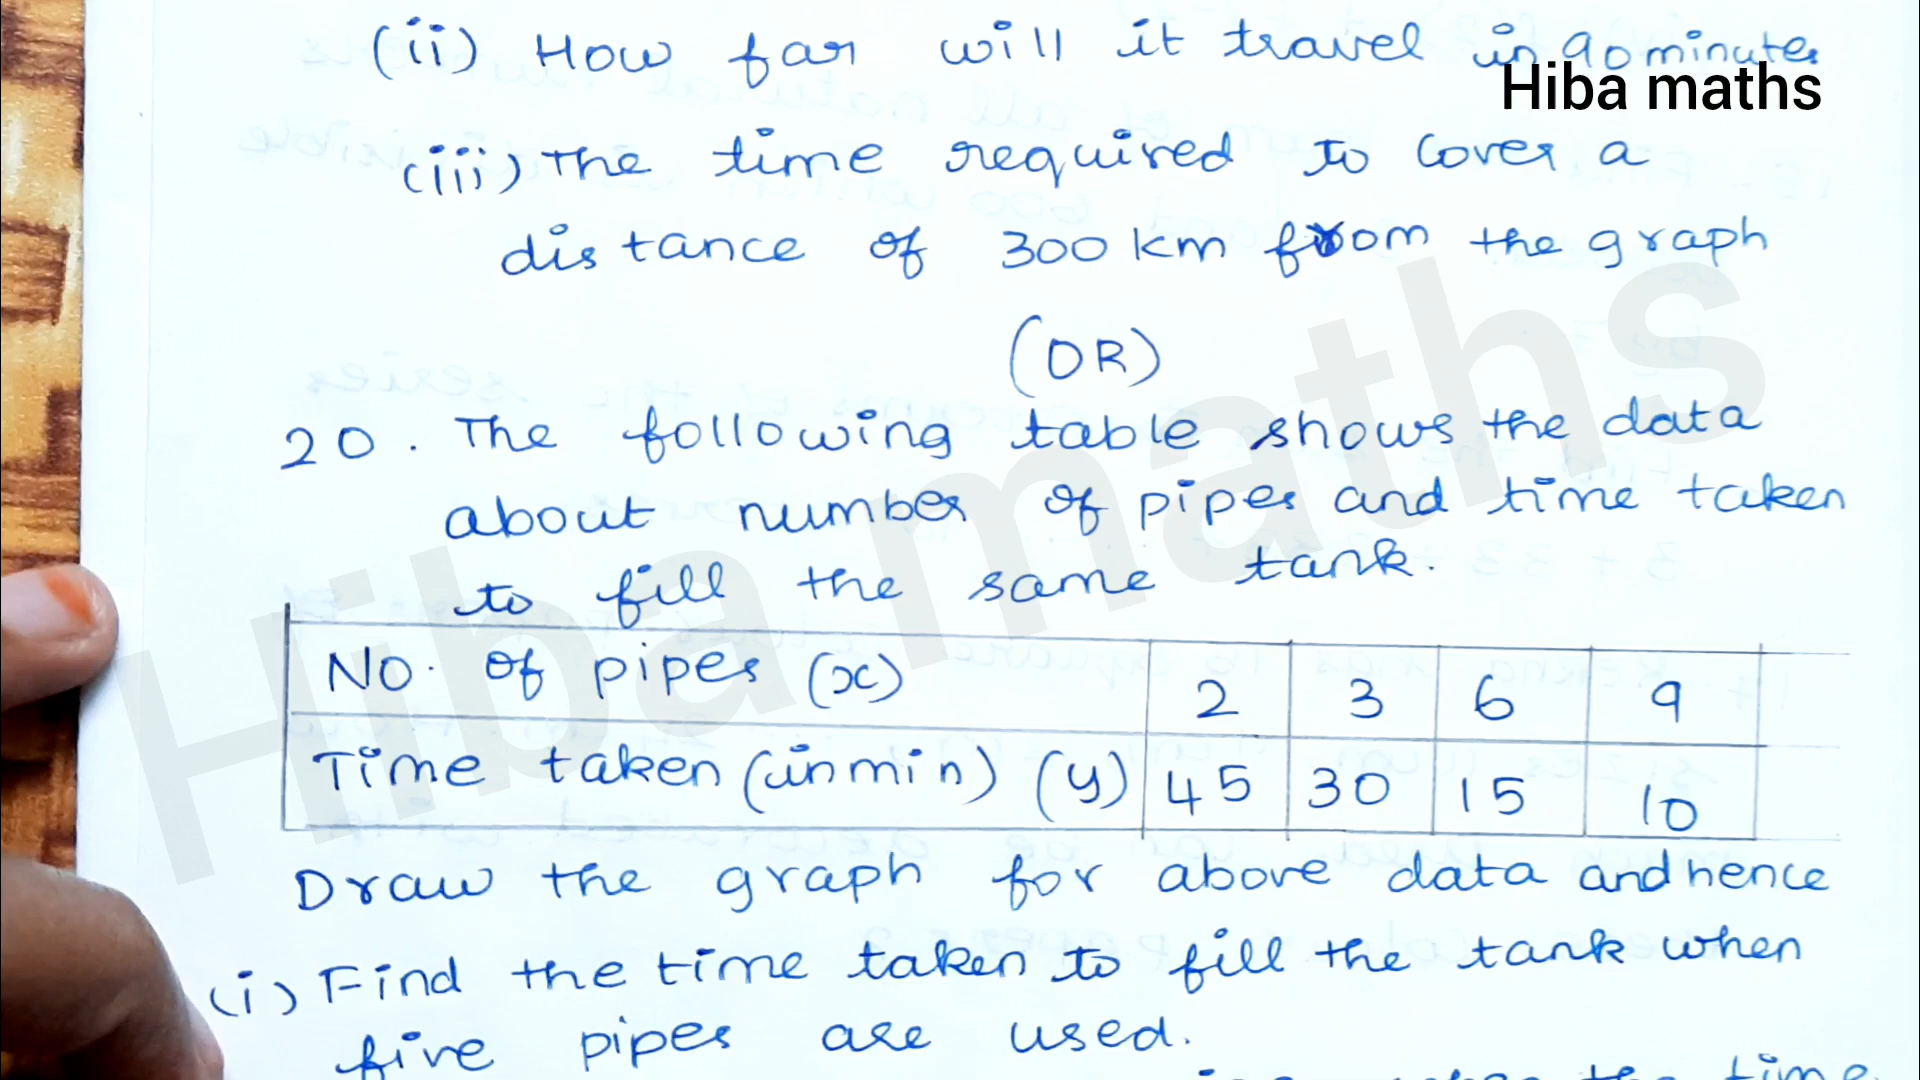 (ii) How far will it travel in 90 minutes
Hiba maths
(iii) The time required to cover a
distance of 300 km from the graph
(OR)
20. The following table shows the data
about number of pipes and time taken
to fill the same tank.
No. of pipes (x) 2 3 6 9
Time taken (in min) (y) 45 30 15 10
Draw the graph for above data and hence
(i) Find the time taken to fill the tank when
five pipes are used.
the time
Hiba maths